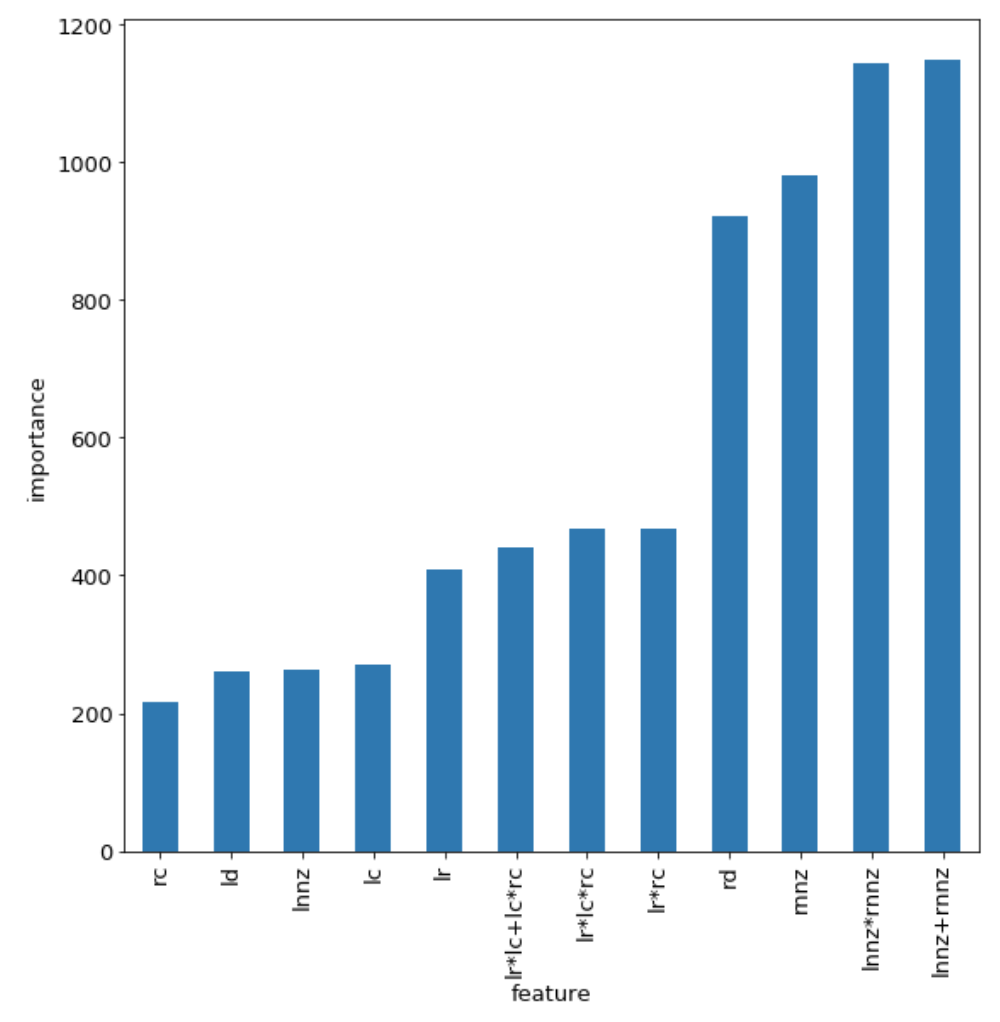 1200
1000
800
600
400
200
0
importance
rc
ld
lnnz
lc
lr
lr*lc+lc*rc
lr*lc*rc
lr*rc
rd
rnnz
lnnz*rnnz
lnnz+rnnz
feature